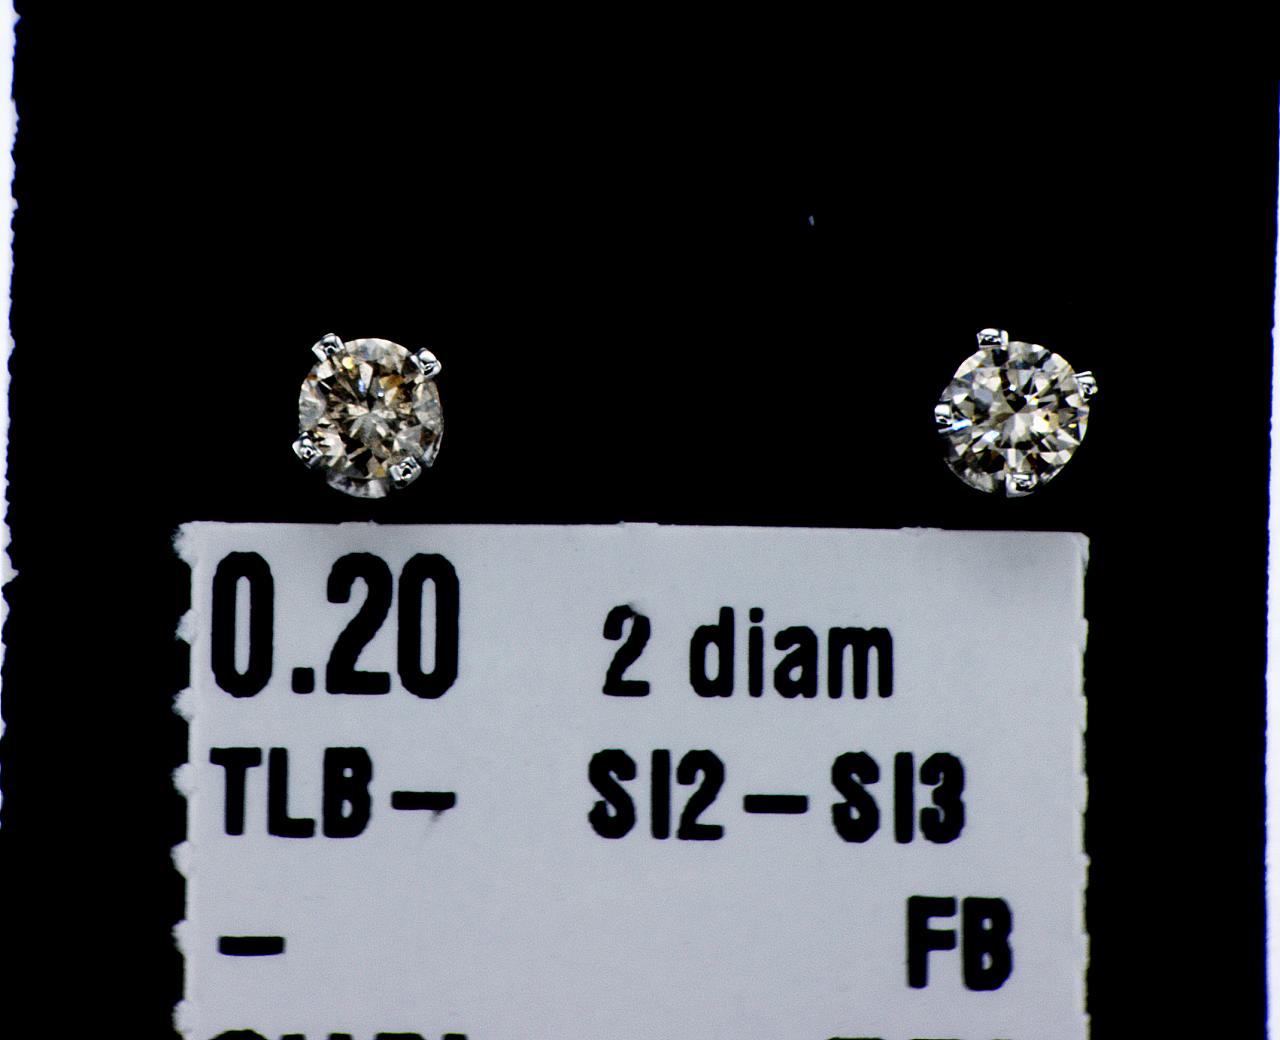 0.20 2 diam
TLB- SI2-SI3
- FB